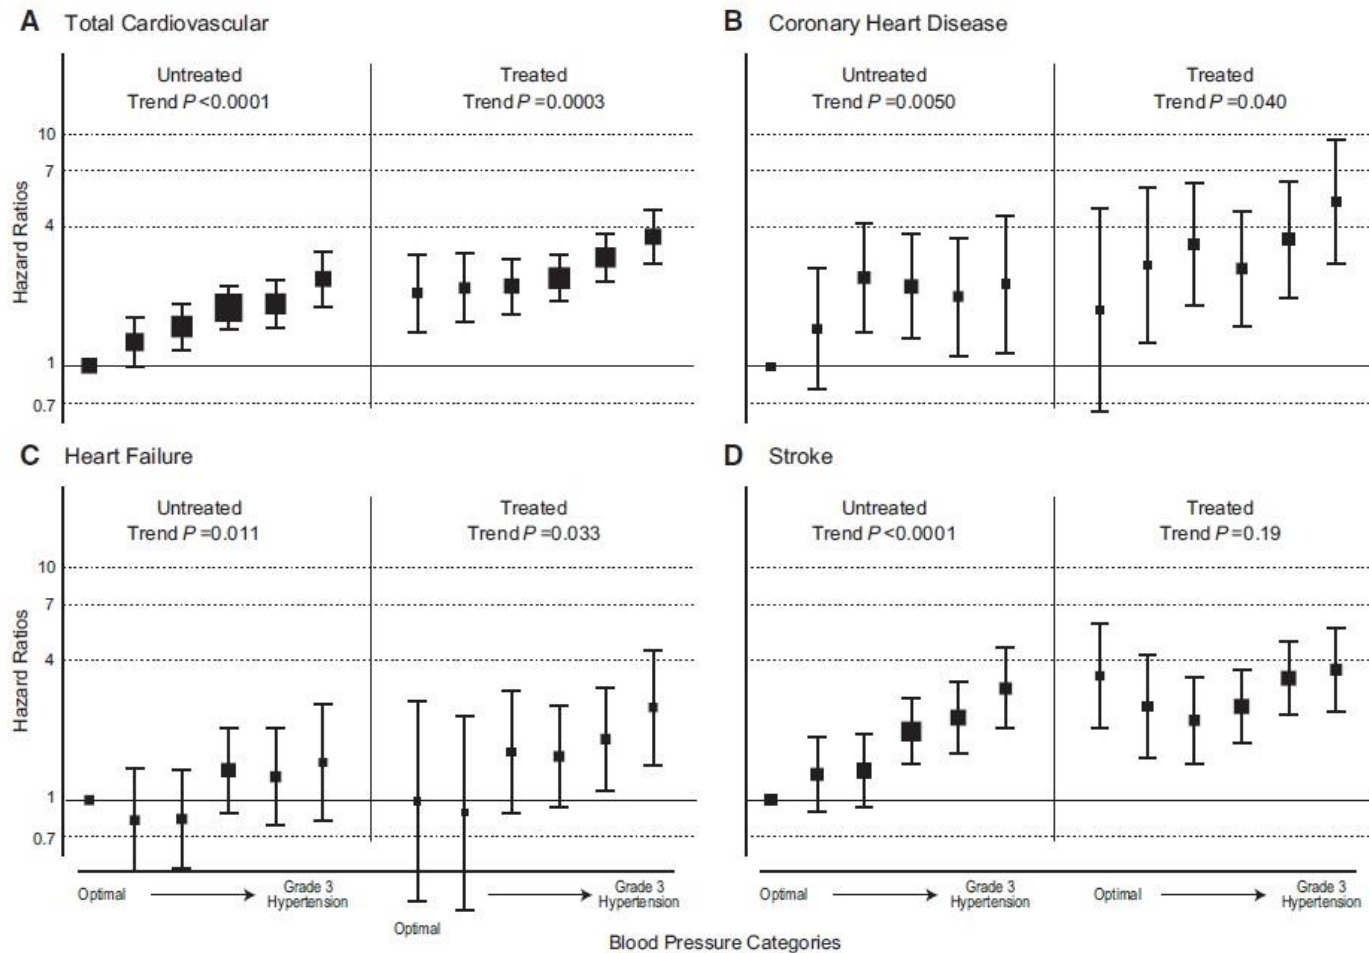 A Total Cardiovascular
Untreated
Trend P<0.0001
Treated
Trend P=0.0003
10
7
4
1
0.7
Hazard Ratios
B Coronary Heart Disease
Untreated
Trend P=0.0050
Treated
Trend P=0.040
C Heart Failure
Untreated
Trend P=0.011
Treated
Trend P=0.033
10
7
4
1
0.7
Hazard Ratios
Optimal
Grade 3
Hypertension
Optimal
Grade 3
Hypertension
D Stroke
Untreated
Trend P<0.0001
Treated
Trend P=0.19
Optimal
Grade 3
Hypertension
Optimal
Grade 3
Hypertension
Blood Pressure Categories